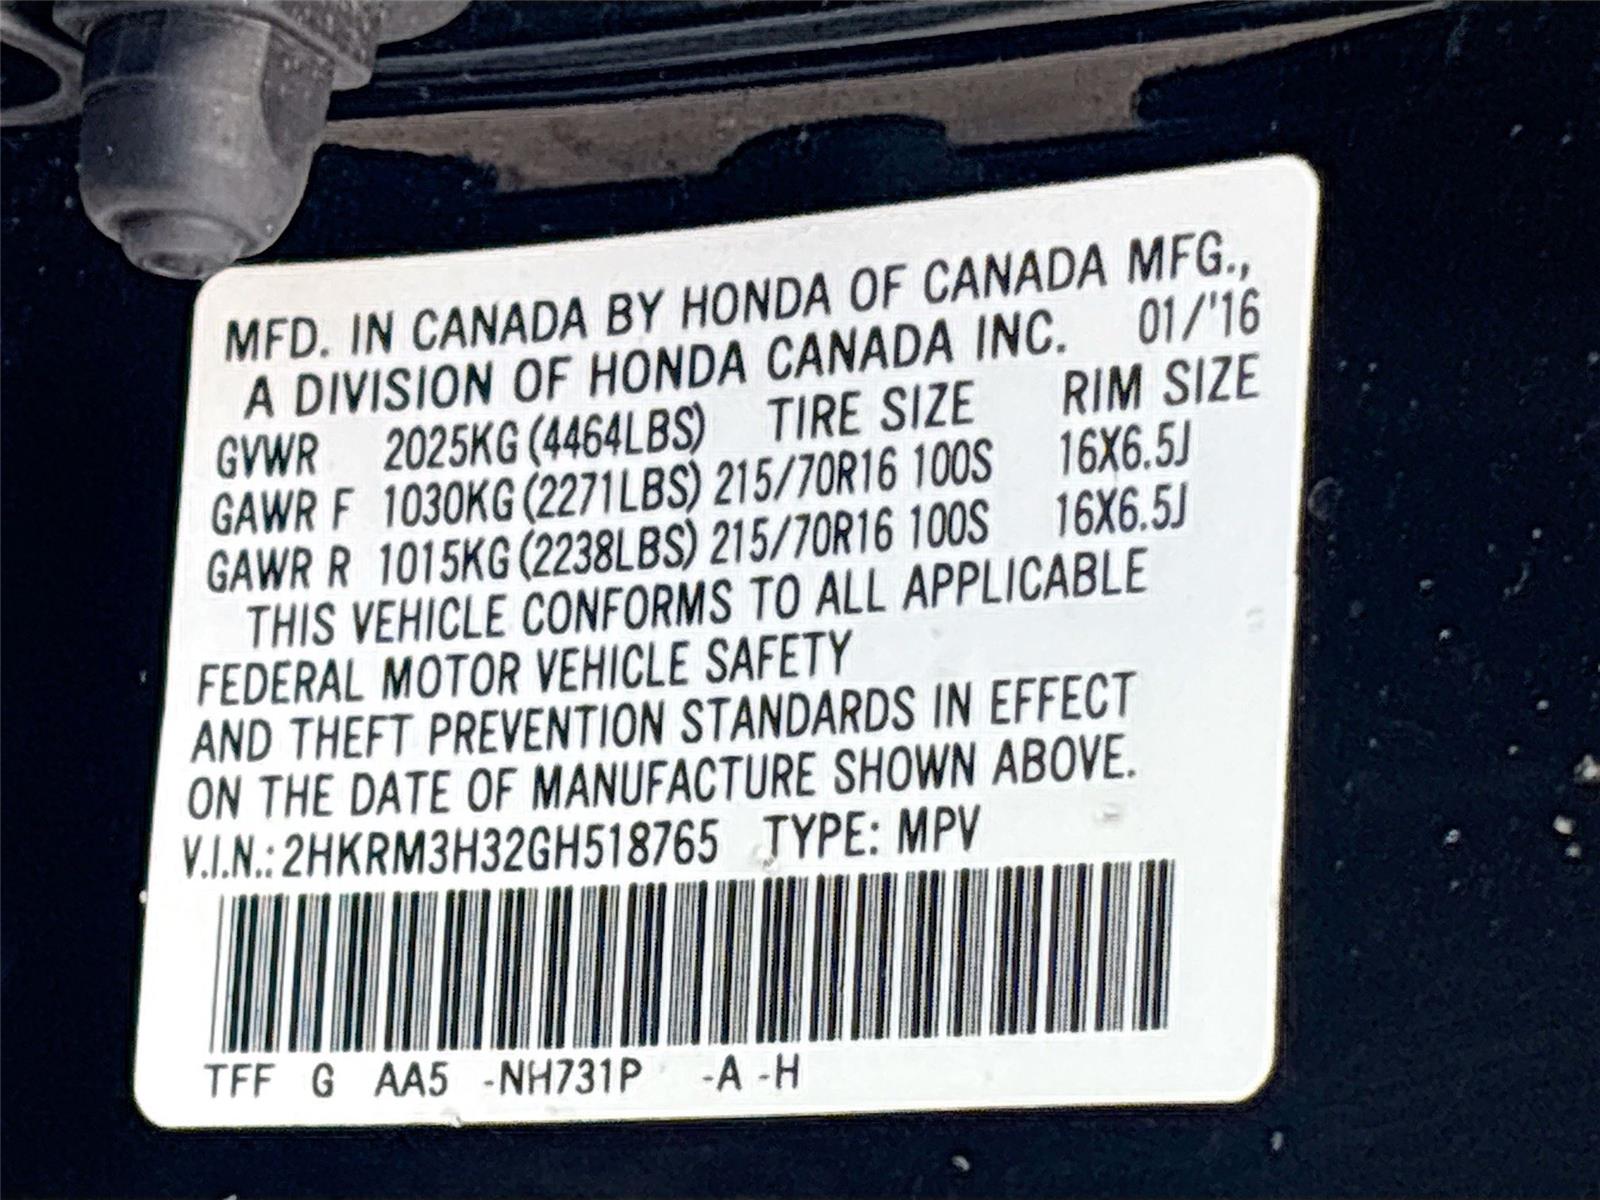 MFD. IN CANADA BY HONDA OF CANADA MFG.,
A DIVISION OF HONDA CANADA INC. 01/'16
GVWR 2025KG (4464LBS) TIRE SIZE RIM SIZE
GAWR F 1030KG (2271LBS) 215/70R16 100S 16X6.5J
GAWR R 1015KG (2238LBS) 215/70R16 100S 16X6.5J
THIS VEHICLE CONFORMS TO ALL APPLICABLE
FEDERAL MOTOR VEHICLE SAFETY
AND THEFT PREVENTION STANDARDS IN EFFECT
ON THE DATE OF MANUFACTURE SHOWN ABOVE.
V.I.N.: 2HKRM3H32GH518765 TYPE: MPV
TFF G AA5 -NH731P -A -H